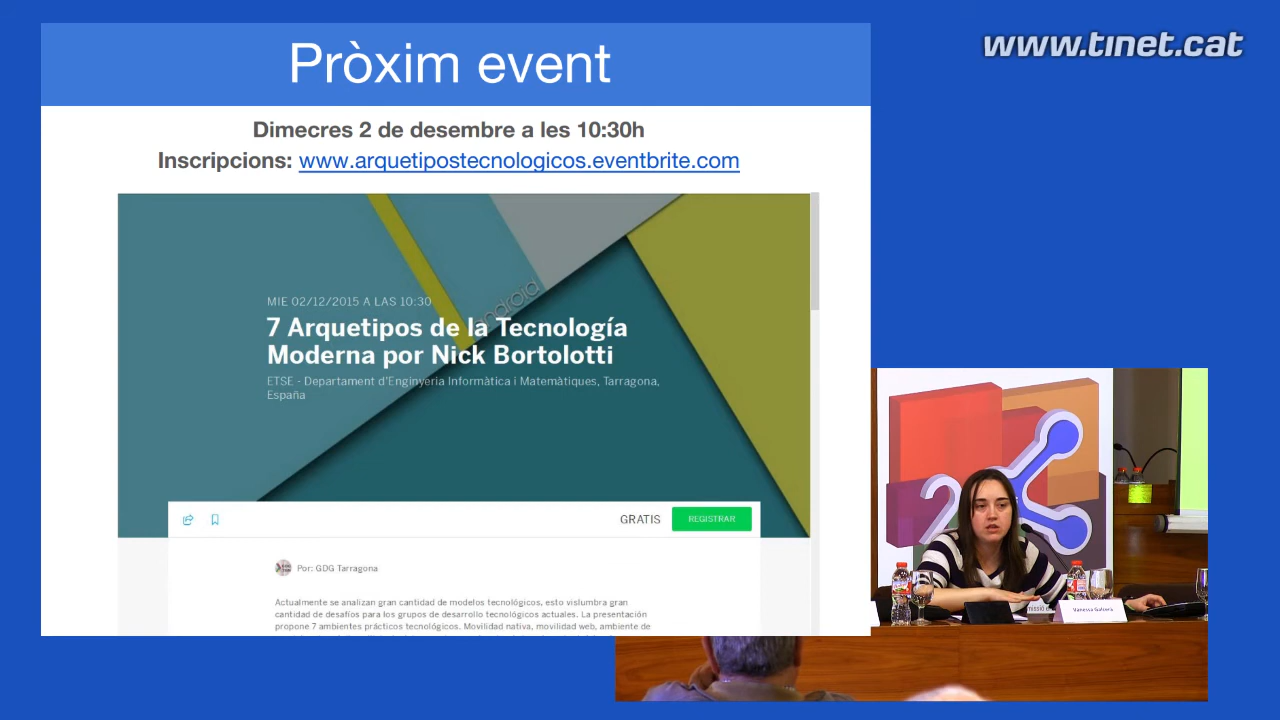 www.tinet.cat
Pròxim event
Dimecres 2 de desembre a les 10:30h
Inscripcions: www.arquetipostecnologicos.eventbrite.com
android
MIE 02/12/2015 A LAS 10:30
7 Arquetipos de la Tecnología
Moderna por Nick Bortolotti
ETSE - Departament d'Enginyeria Informàtica i Matemàtiques, Tarragona,
España
GRATIS
REGISTRAR
Por: GDG Tarragona
Actualmente se analizan gran cantidad de modelos tecnológicos, esto vislumbra gran
cantidad de desafíos para los grupos de desarrollo tecnológicos actuales. La presentación
propone 7 ambientes prácticos tecnológicos. Movilidad nativa, movilidad web, ambiente de
2